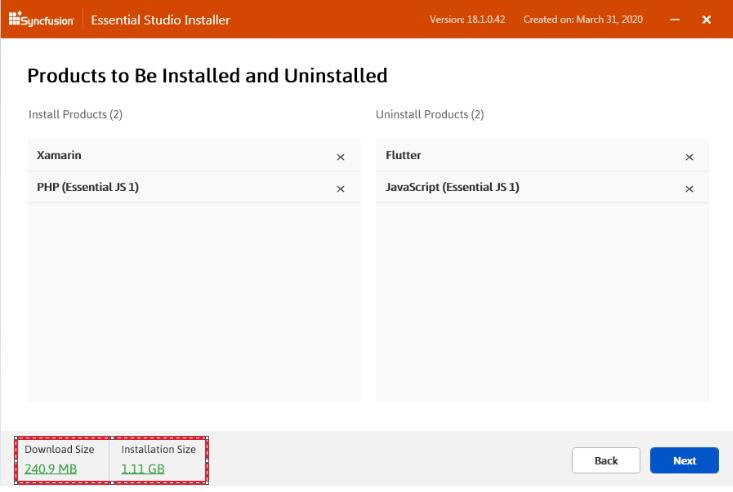 Syncfusion Essential Studio Installer Version: 18.1.0.42 Created on: March 31, 2020
Products to Be Installed and Uninstalled
Install Products (2) Uninstall Products (2)
Xamarin Flutter
PHP (Essential JS 1) JavaScript (Essential JS 1)
Download Size Installation Size
240.9 MB 1.11 GB
Back Next